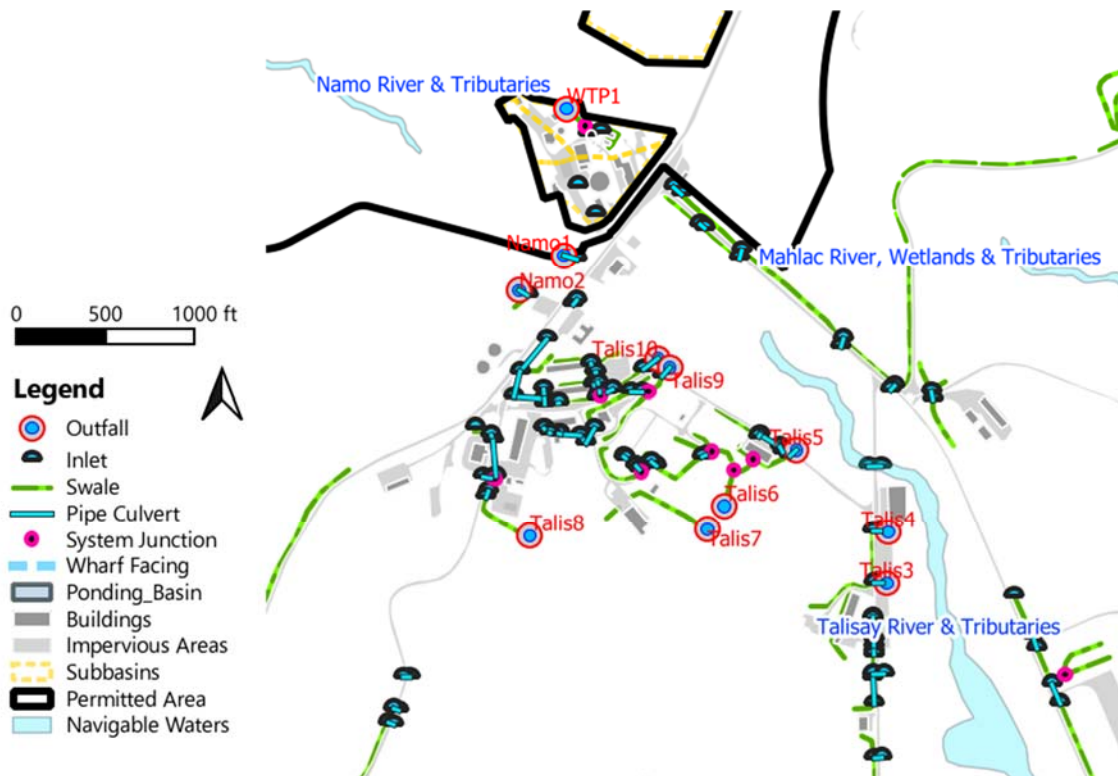 Namo River & Tributaries
WTP1
Namo1
Mahlac River, Wetlands & Tributaries
Namo2
0 500 1000 ft
Talis10
Talis9
Legend
Outfall
Inlet
Swale
Pipe Culvert
System Junction
Wharf Facing
Ponding_Basin
Buildings
Impervious Areas
Subbasins
Permitted Area
Navigable Waters
Talis5
Talis6
Talis7
Talis8
Talis4
Talis3
Talisay River & Tributaries